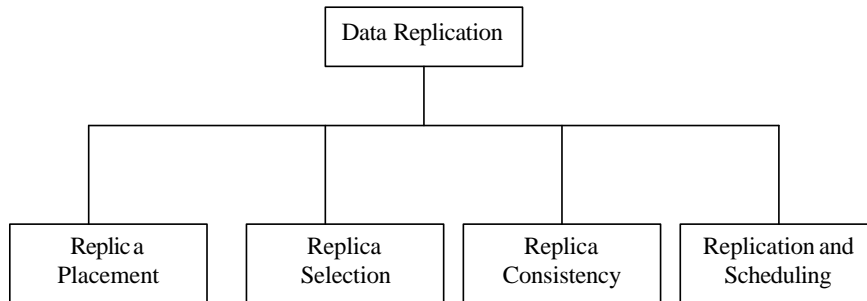 Data Replication
Replica
Placement
Replica
Selection
Replica
Consistency
Replication and
Scheduling